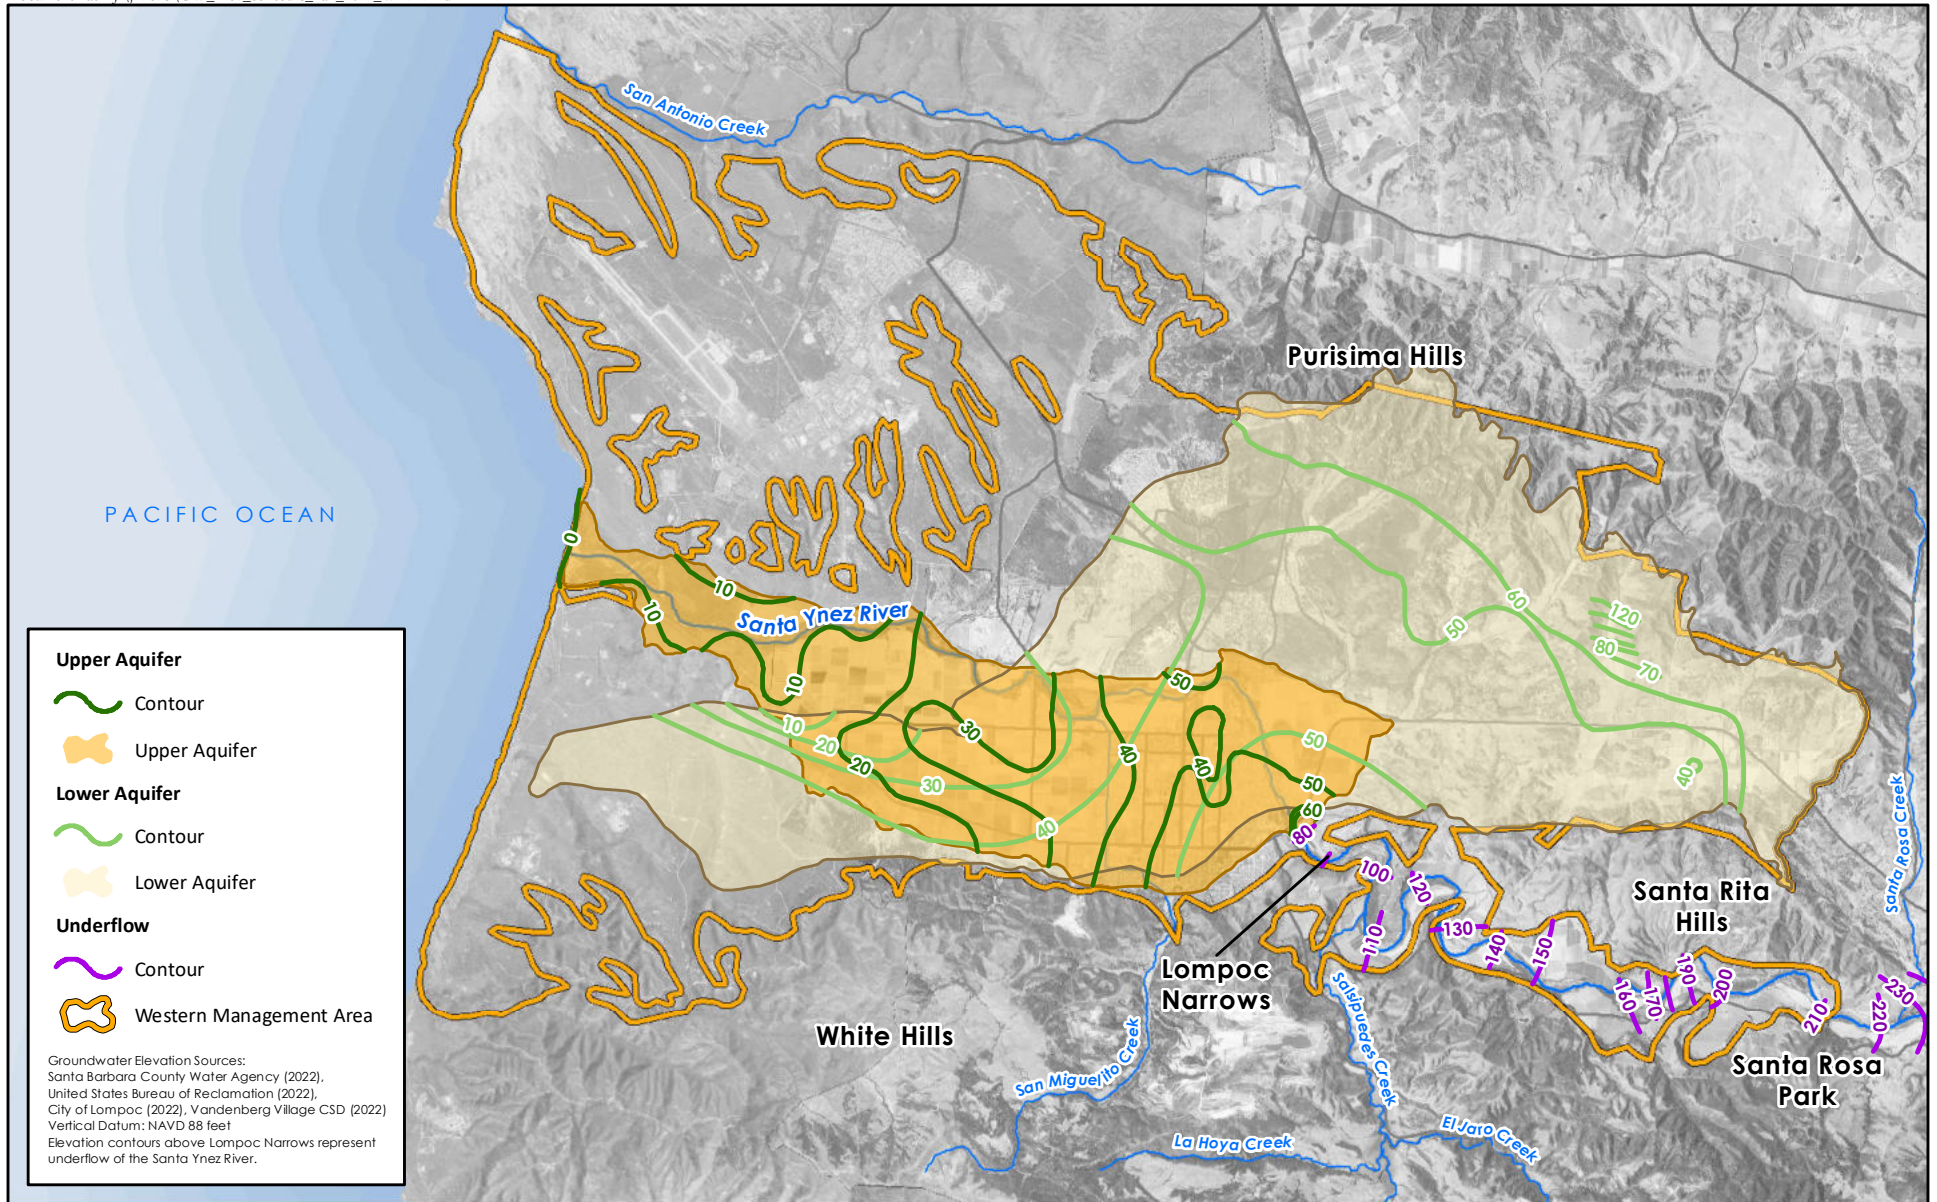 San Antonio Creek
Purisima Hills
PACIFIC OCEAN
0
10
10
Santa Ynez River
10
60
120
50
80
70
50
30
10
20
20
40
40
50
30
50
40
40
60
80
100
120
110
130
140
150
160
170
190
200
210
220
230
Santa Rosa Creek
Santa Rita
Hills
Lompoc
Narrows
Salsipuedes Creek
White Hills
San Miguelito Creek
Santa Rosa
Park
La Hoya Creek
El Jaro Creek
Upper Aquifer
Contour
Upper Aquifer
Lower Aquifer
Contour
Lower Aquifer
Underflow
Contour
Western Management Area
Groundwater Elevation Sources:
Santa Barbara County Water Agency (2022),
United States Bureau of Reclamation (2022),
City of Lompoc (2022), Vandenberg Village CSD (2022)
Vertical Datum: NAVD 88 feet
Elevation contours above Lompoc Narrows represent
underflow of the Santa Ynez River.